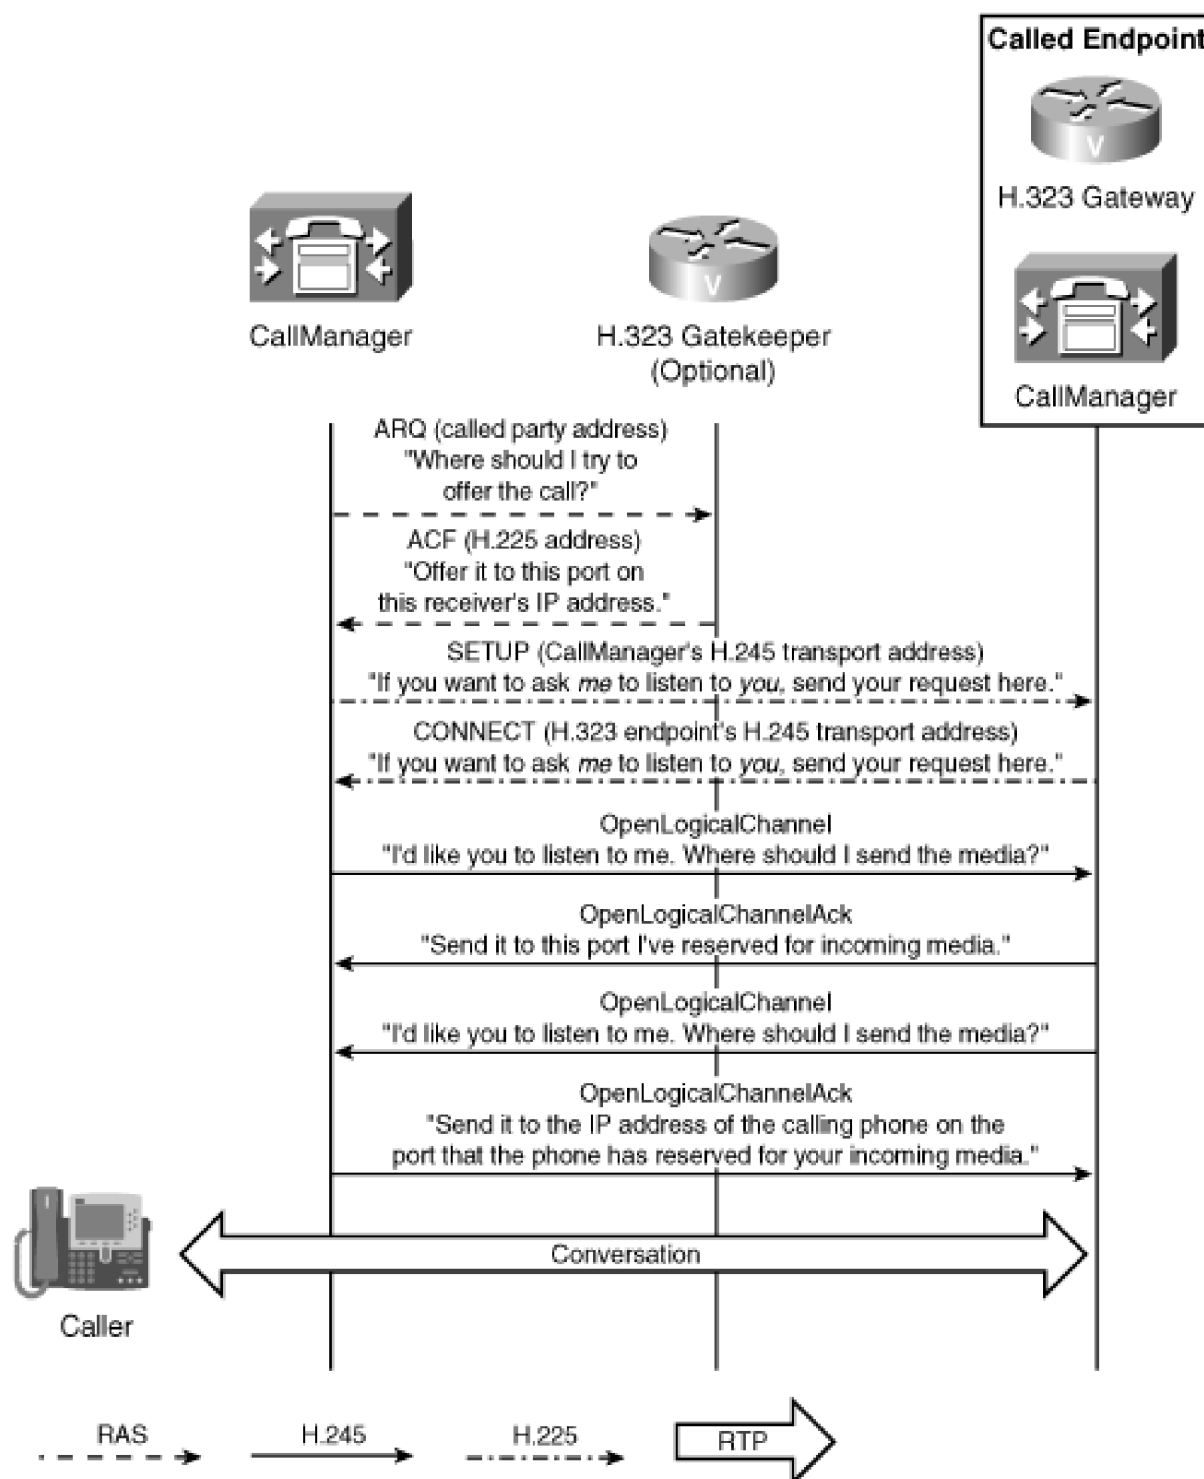 Called Endpoint
V
H.323 Gateway
CallManager
CallManager
V
H.323 Gatekeeper
(Optional)
ARQ (called party address)
"Where should I try to
offer the call?"
ACF (H.225 address)
"Offer it to this port on
this receiver's IP address."
SETUP (CallManager's H.245 transport address)
"If you want to ask me to listen to you, send your request here."
CONNECT (H.323 endpoint's H.245 transport address)
"If you want to ask me to listen to you, send your request here."
OpenLogicalChannel
"I'd like you to listen to me. Where should I send the media?"
OpenLogicalChannelAck
"Send it to this port I've reserved for incoming media."
OpenLogicalChannel
"I'd like you to listen to me. Where should I send the media?"
OpenLogicalChannelAck
"Send it to the IP address of the calling phone on the
port that the phone has reserved for your incoming media."
Conversation
Caller
RAS
H.245
H.225
RTP